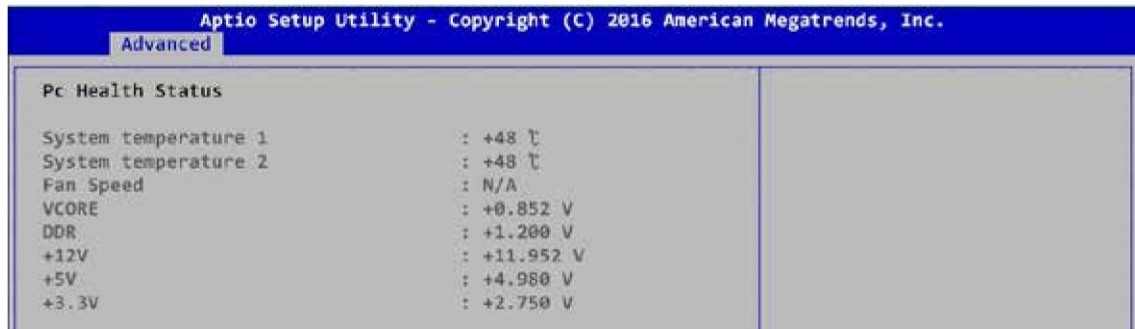 Aptio Setup Utility - Copyright (C) 2016 American Megatrends, Inc.
Advanced
Pc Health Status
System temperature 1 : +48 ℃
System temperature 2 : +48 ℃
Fan Speed : N/A
VCORE : +0.852 V
DDR : +1.200 V
+12V : +11.952 V
+5V : +4.980 V
+3.3V : +2.750 V